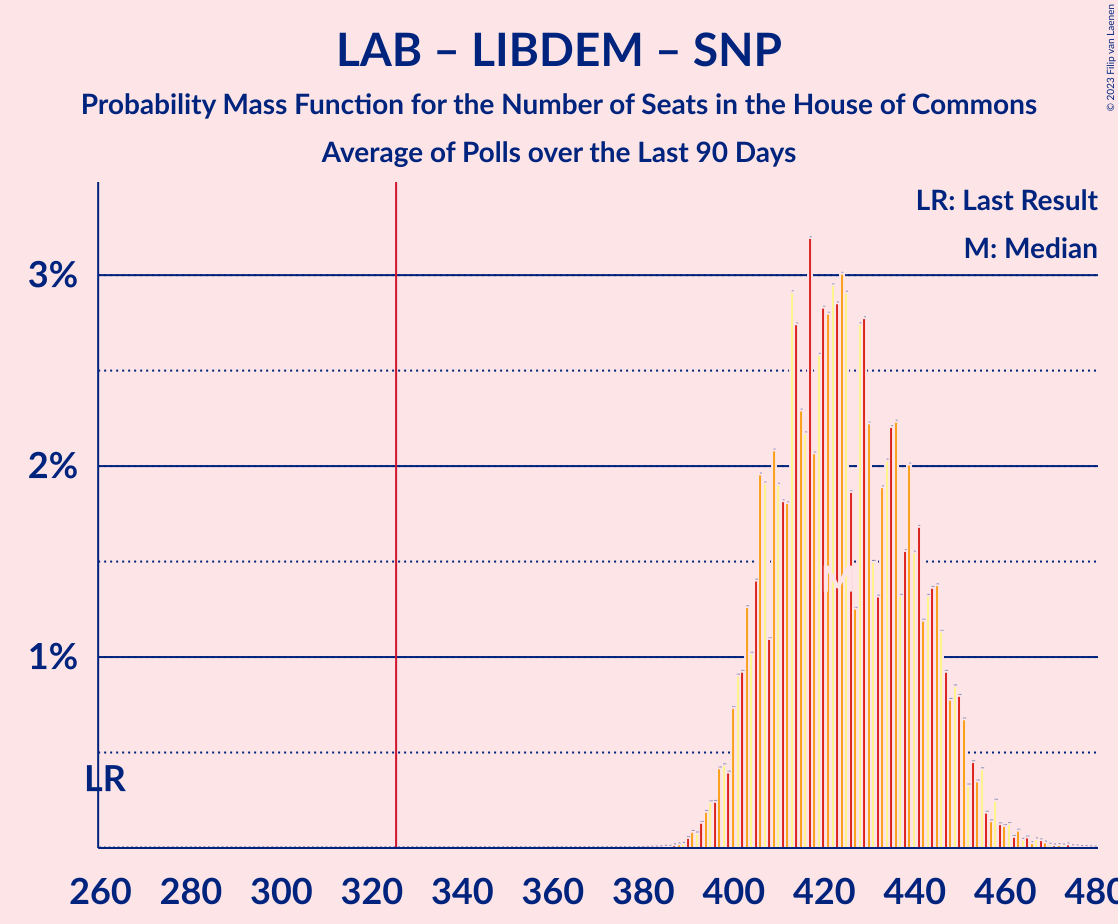 © 2023 Filip van Laenen
LAB – LIBDEM – SNP
Probability Mass Function for the Number of Seats in the House of Commons
Average of Polls over the Last 90 Days
LR: Last Result
M: Median
3%
2%
M
1%
LR
260 280 300 320 340 360 380 400 420 440 460 480